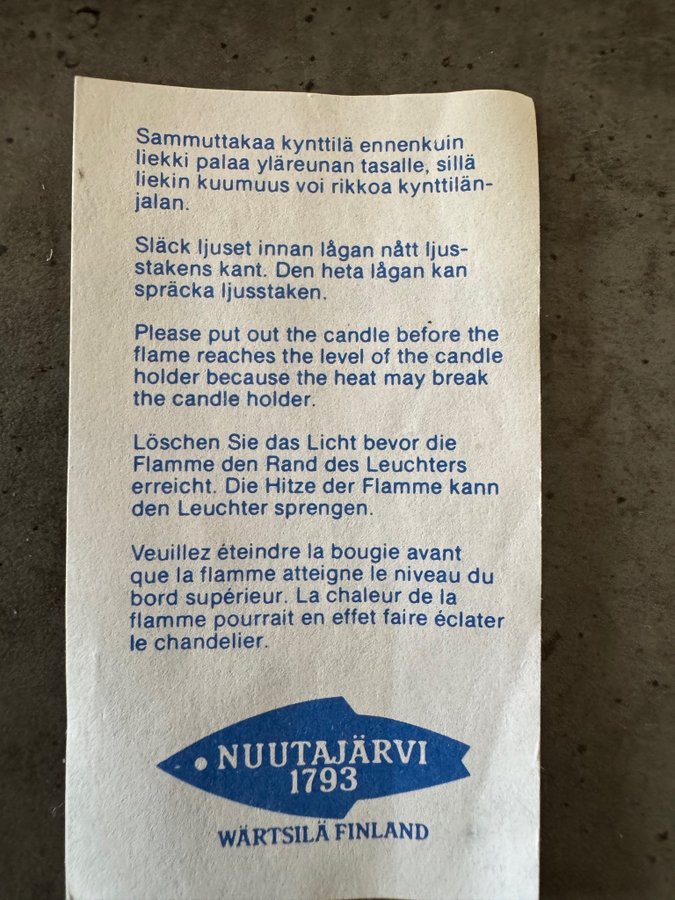 Sammuttakaa kynttilä ennenkuin
liekki palaa yläreunan tasalle, sillä
liekin kuumuus voi rikkoa kynttilän-
jalan.
Släck ljuset innan lågan nått ljus-
stakens kant. Den heta lågan kan
spräcka ljusstaken.
Please put out the candle before the
flame reaches the level of the candle
holder because the heat may break
the candle holder.
Löschen Sie das Licht bevor die
Flamme den Rand des Leuchters
erreicht. Die Hitze der Flamme kann
den Leuchter sprengen.
Veuillez éteindre la bougie avant
que la flamme atteigne le niveau du
bord supérieur. La chaleur de la
flamme pourrait en effet faire éclater
le chandelier.
NUUTAJÄRVI
1793
WÄRTSILÄ FINLAND